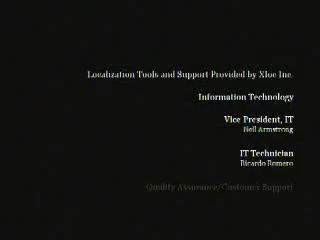 Localization Tools and Support Provided by Xloc Inc.
Information Technology
Vice President, IT
Neil Armstrong
IT Technician
Ricardo Romero
Quality Assurance/Customer Support